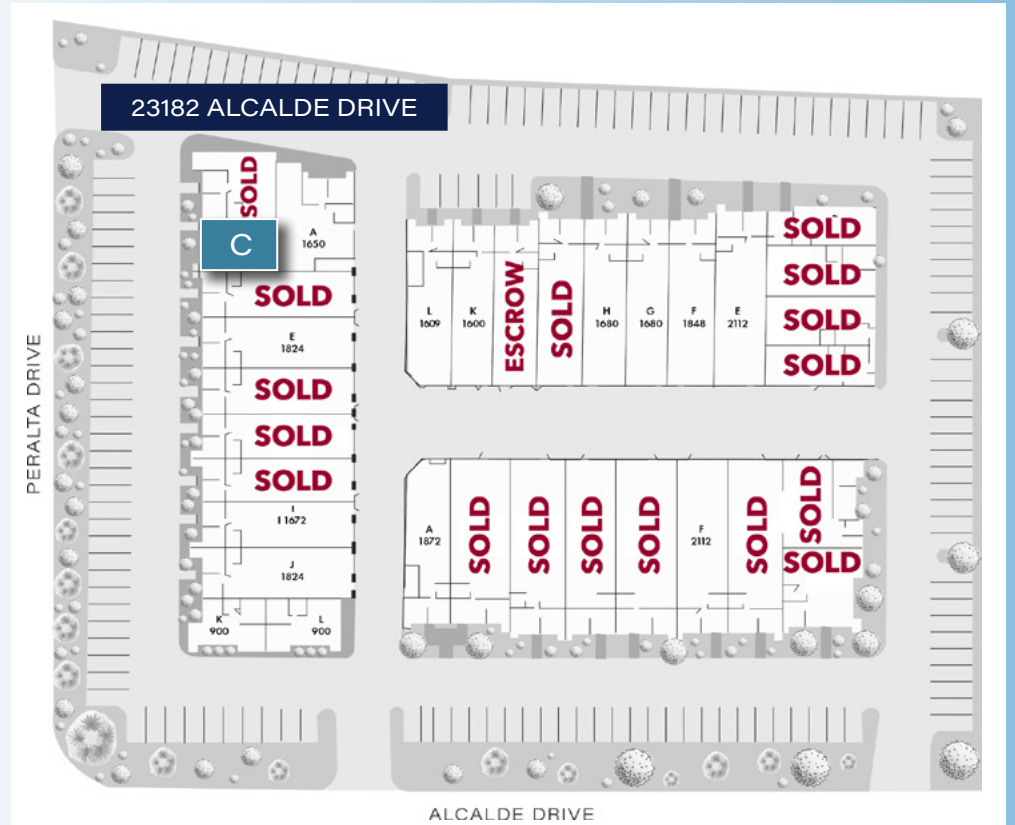 23182 ALCALDE DRIVE
SOLD
A
1650
C
SOLD
E
1824
SOLD
SOLD
SOLD
I
I 1672
J
1824
K
900
L
900
L
1609
K
1600
ESCROW
SOLD
H
1680
G
1680
F
1848
E
2112
SOLD
SOLD
SOLD
SOLD
A
1872
SOLD
SOLD
SOLD
SOLD
F
2112
SOLD
SOLD
SOLD
PERALTA DRIVE
ALCALDE DRIVE